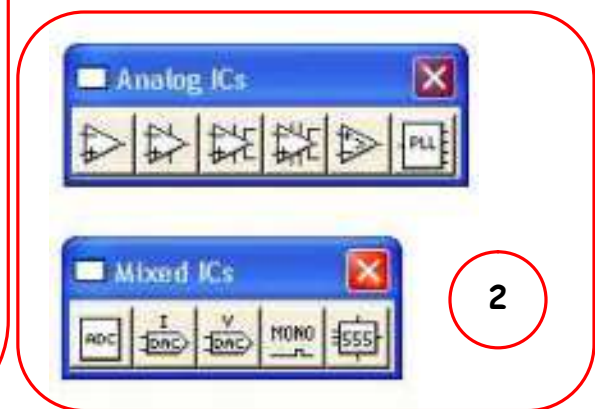 Analog ICs
PLL
Mixed ICs
2
ADC
I
DAC
V
DAC
MONO
555